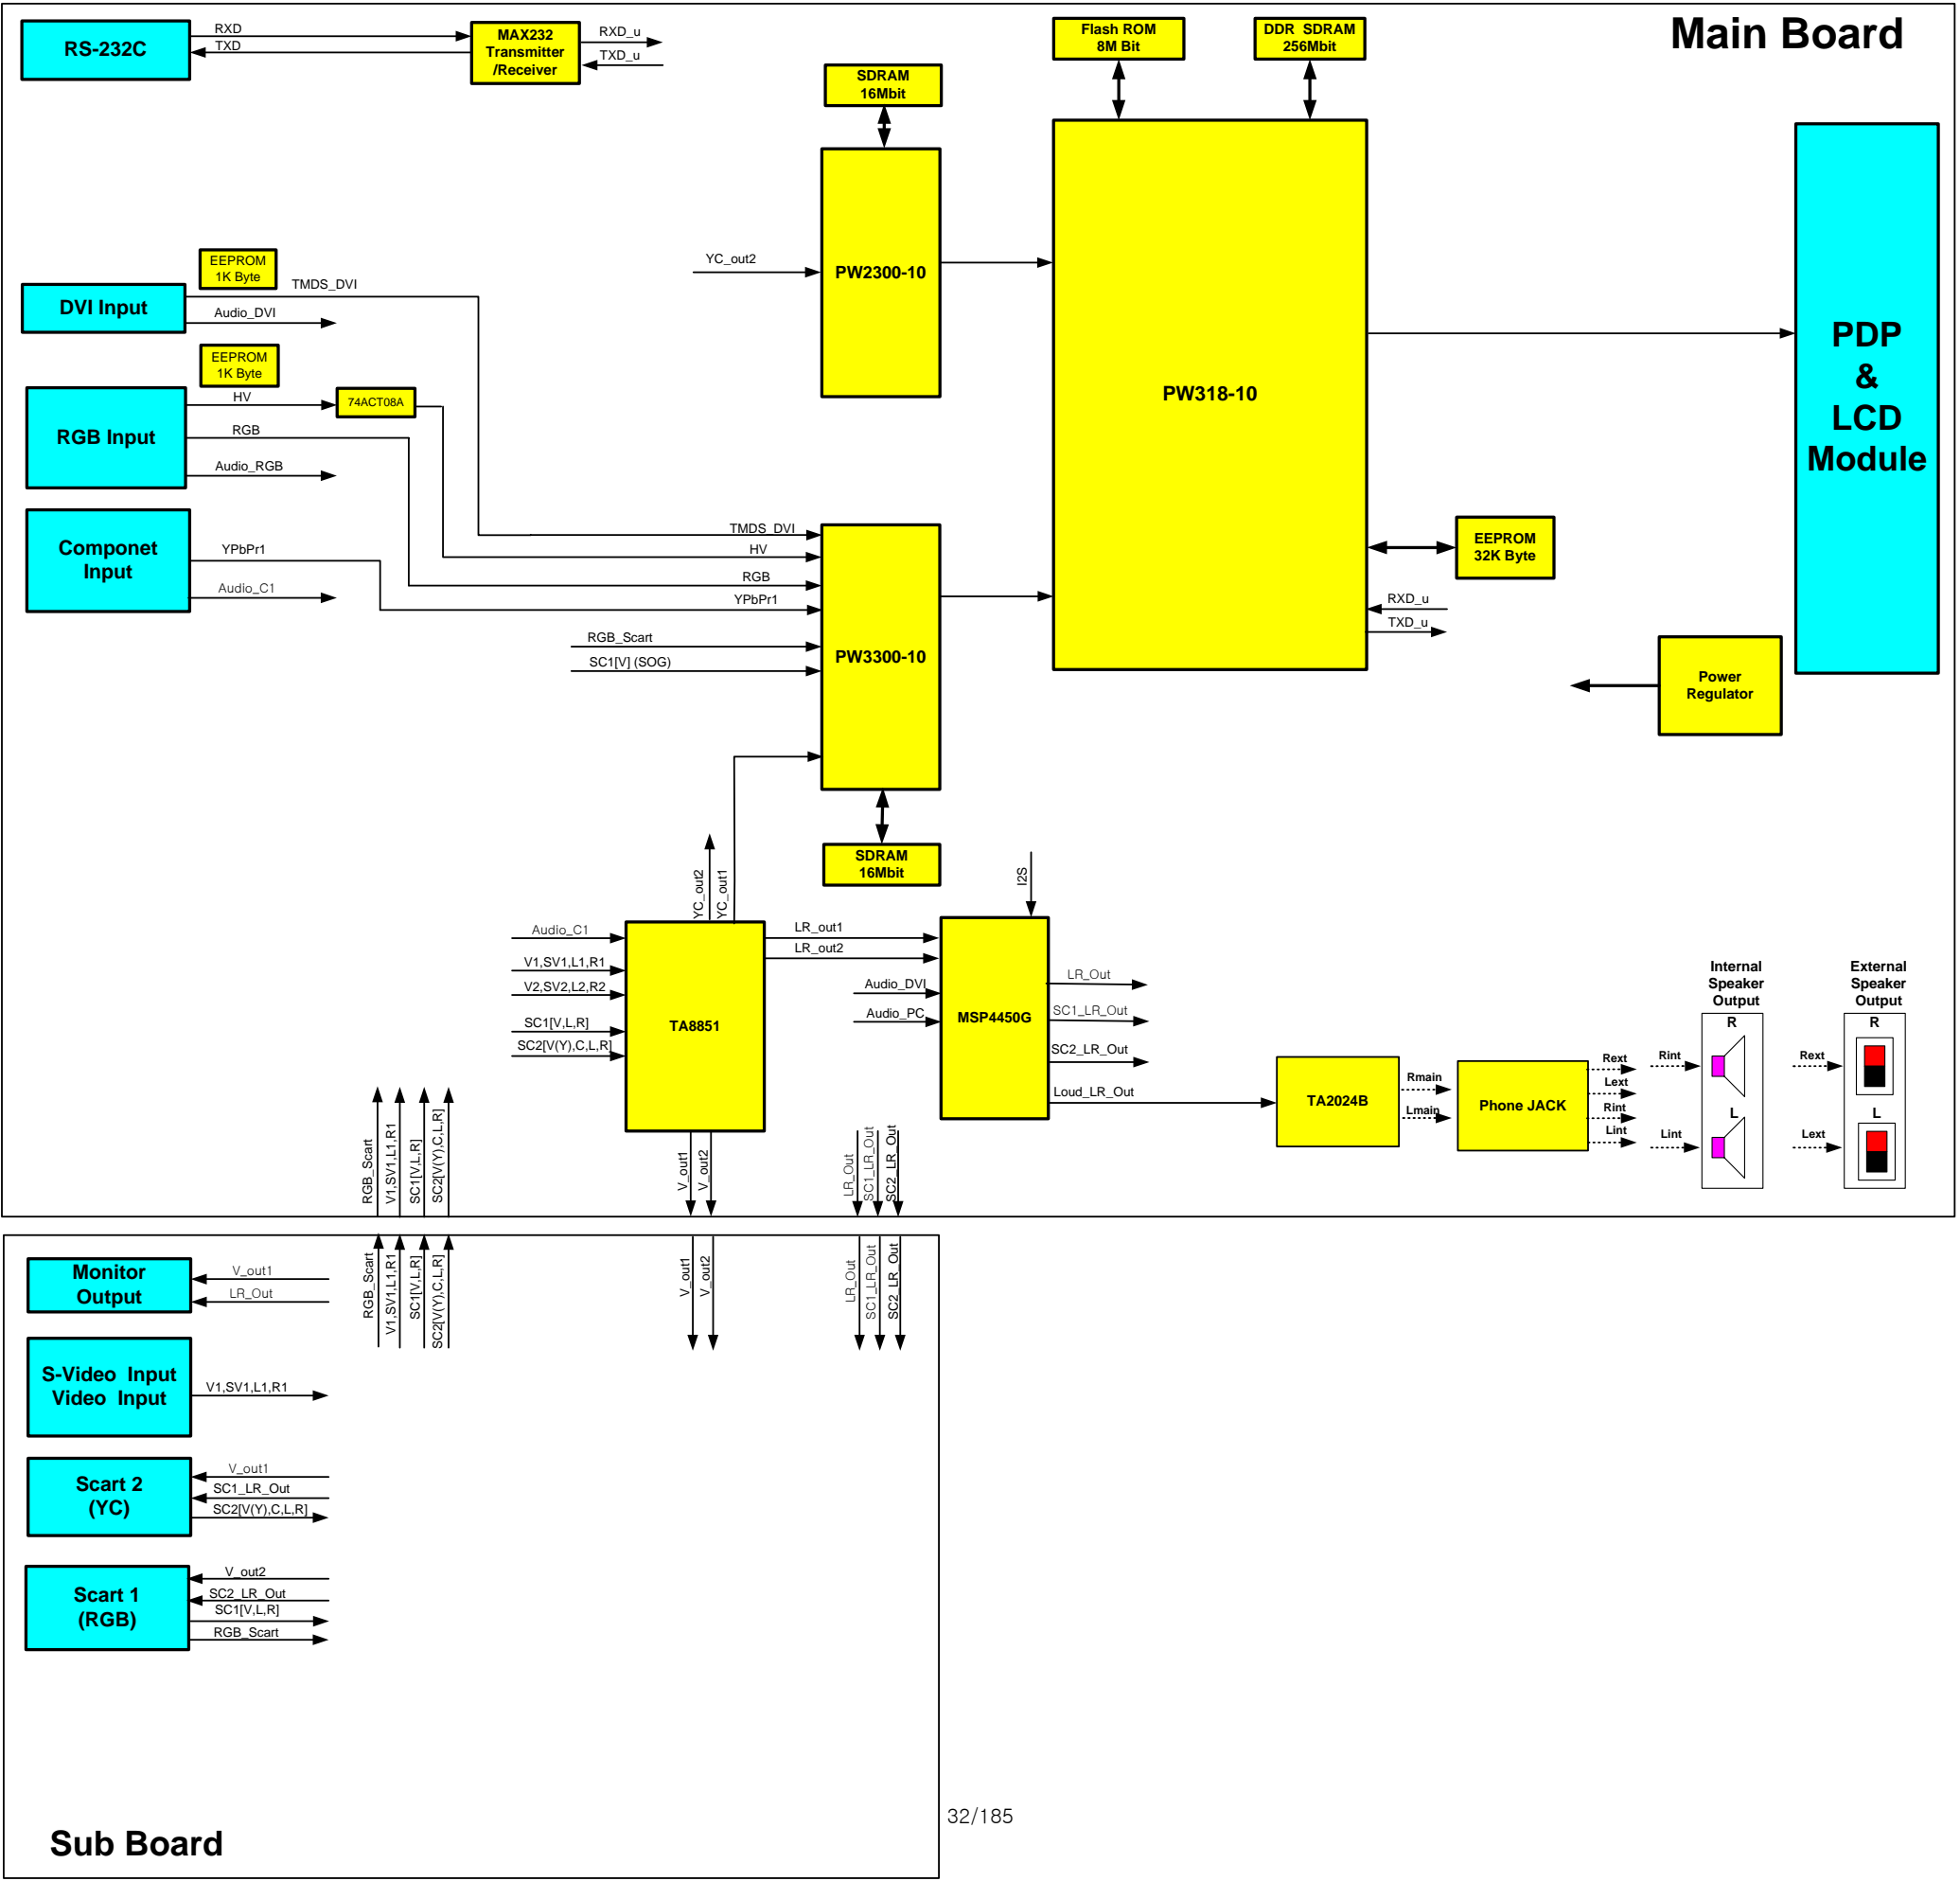 Main Board
RS-232C
RXD
TXD
MAX232
Transmitter
/Receiver
RXD_u
TXD_u
Flash ROM
8M Bit
DDR SDRAM
256Mbit
SDRAM
16Mbit
PW2300-10
YC_out2
PW318-10
PDP
&
LCD
Module
EEPROM
1K Byte
DVI Input
TMDS_DVI
Audio_DVI
EEPROM
1K Byte
RGB Input
HV
74ACT08A
RGB
Audio_RGB
Componet
Input
YPbPr1
Audio_C1
TMDS_DVI
HV
RGB
YPbPr1
RGB_Scart
SC1[V] (SOG)
PW3300-10
EEPROM
32K Byte
RXD_u
TXD_u
Power
Regulator
SDRAM
16Mbit
YC_out2
YC_out1
I2S
Audio_C1
V1,SV1,L1,R1
V2,SV2,L2,R2
SC1[V,L,R]
SC2[V(Y),C,L,R]
TA8851
LR_out1
LR_out2
Audio_DVI
Audio_PC
MSP4450G
LR_Out
SC1_LR_Out
SC2_LR_Out
Loud_LR_Out
TA2024B
Rmain
Lmain
Phone JACK
Rext
Lext
Rint
Lint
Rint
Lint
Internal
Speaker
Output
R
L
Rext
Lext
External
Speaker
Output
R
L
RGB_Scart
V1,SV1,L1,R1
SC1[V,L,R]
SC2[V(Y),C,L,R]
V_out1
V_out2
LR_Out
SC1_LR_Out
SC2_LR_Out
RGB_Scart
V1,SV1,L1,R1
SC1[V,L,R]
SC2[V(Y),C,L,R]
V_out1
V_out2
LR_Out
SC1_LR_Out
SC2_LR_Out
Monitor
Output
V_out1
LR_Out
S-Video Input
Video Input
V1,SV1,L1,R1
Scart 2
(YC)
V_out1
SC1_LR_Out
SC2[V(Y),C,L,R]
Scart 1
(RGB)
V_out2
SC2_LR_Out
SC1[V,L,R]
RGB_Scart
Sub Board
32/185